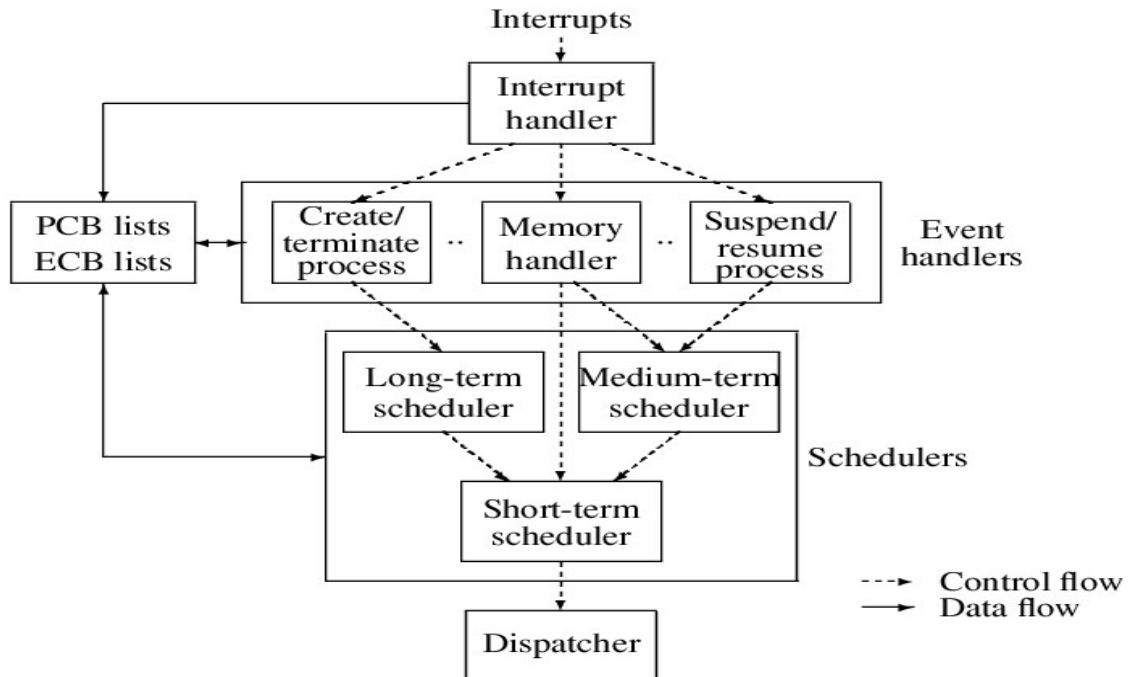 Interrupts
Interrupt
handler
PCB lists
ECB lists
Create/
terminate
process
..
Memory
handler
..
Suspend/
resume
process
Event
handlers
Long-term
scheduler
Medium-term
scheduler
Schedulers
Short-term
scheduler
Control flow
Data flow
Dispatcher